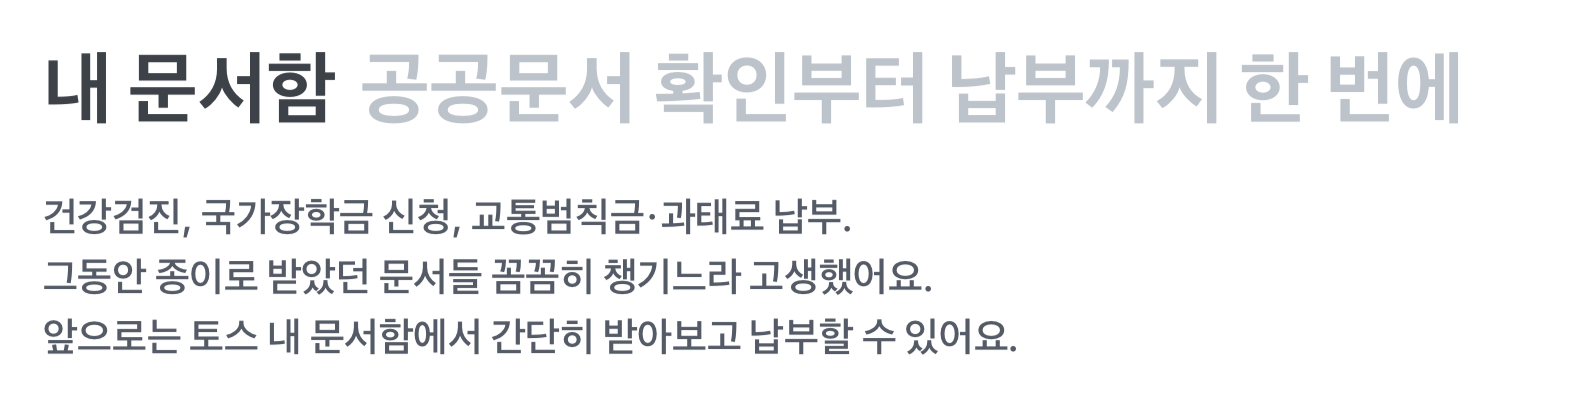 내 문서함 공공문서 확인부터 납부까지 한 번에
건강검진, 국가장학금 신청, 교통범칙금·과태료 납부.
그동안 종이로 받았던 문서들 꼼꼼히 챙기느라 고생했어요.
앞으로는 토스 내 문서함에서 간단히 받아보고 납부할 수 있어요.